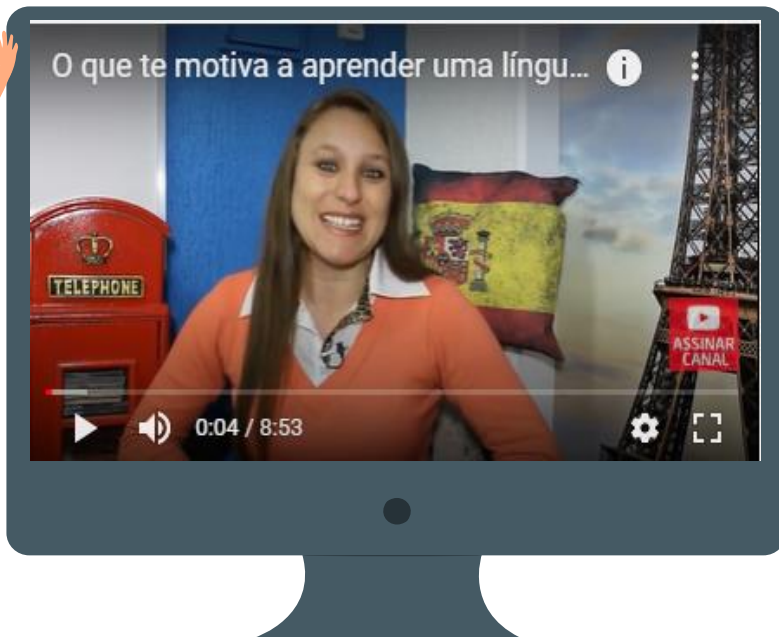 O que te motiva a aprender uma língu...
TELEPHONE
ASSINAR
CANAL
0:04 / 8:53